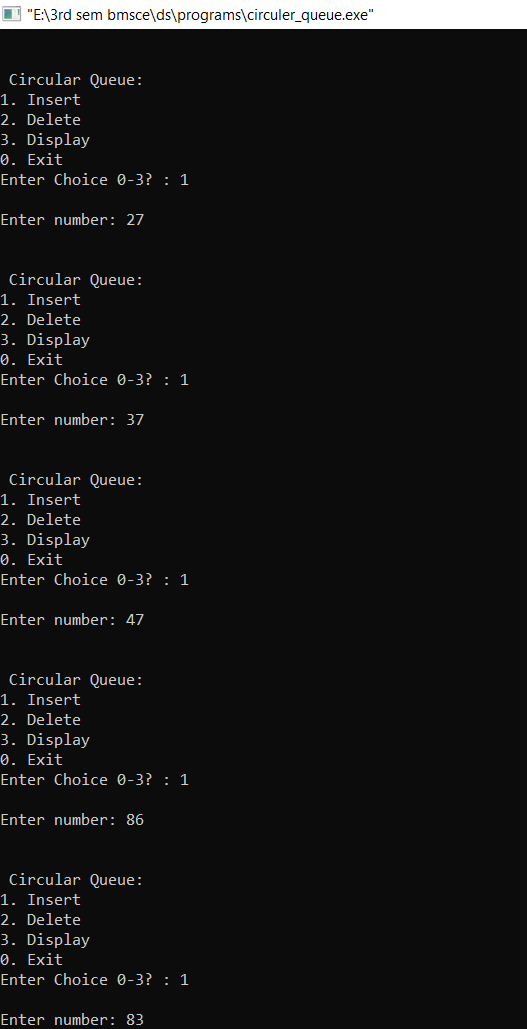 "E:\3rd sem bmsce\ds\programs\circuler_queue.exe"
Circular Queue:
1. Insert
2. Delete
3. Display
0. Exit
Enter Choice 0-3? : 1
Enter number: 27
Circular Queue:
1. Insert
2. Delete
3. Display
0. Exit
Enter Choice 0-3? : 1
Enter number: 37
Circular Queue:
1. Insert
2. Delete
3. Display
0. Exit
Enter Choice 0-3? : 1
Enter number: 47
Circular Queue:
1. Insert
2. Delete
3. Display
0. Exit
Enter Choice 0-3? : 1
Enter number: 86
Circular Queue:
1. Insert
2. Delete
3. Display
0. Exit
Enter Choice 0-3? : 1
Enter number: 83